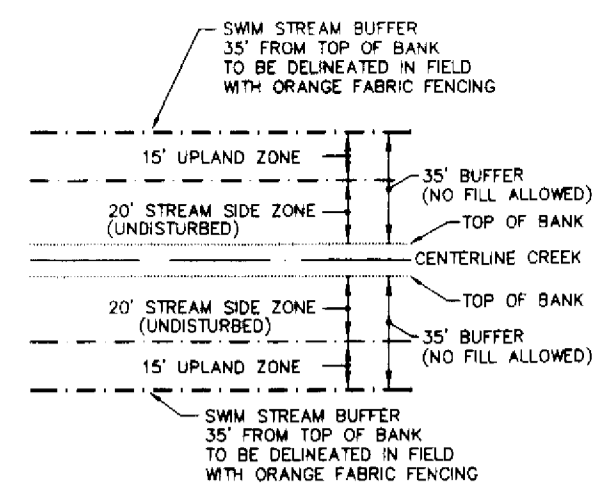 SWIM STREAM BUFFER
35' FROM TOP OF BANK
TO BE DELINEATED IN FIELD
WITH ORANGE FABRIC FENCING
15' UPLAND ZONE
35' BUFFER
(NO FILL ALLOWED)
20' STREAM SIDE ZONE
(UNDISTURBED)
TOP OF BANK
CENTERLINE CREEK
TOP OF BANK
20' STREAM SIDE ZONE
(UNDISTURBED)
35' BUFFER
(NO FILL ALLOWED)
15' UPLAND ZONE
SWIM STREAM BUFFER
35' FROM TOP OF BANK
TO BE DELINEATED IN FIELD
WITH ORANGE FABRIC FENCING